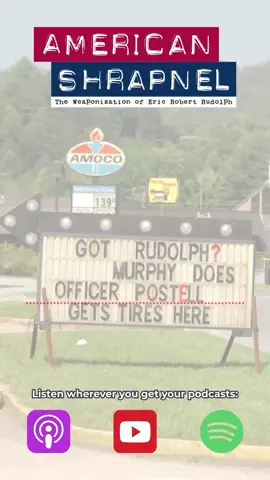 AMERICAN
SHRAPNEL
The Weaponization of Eric Robert Rudolph
AMOCO
139
GOT RUDOLPH?
MURPHY DOES
OFFICER POSTELL
GETS TIRES HERE
Listen wherever you get your podcasts: